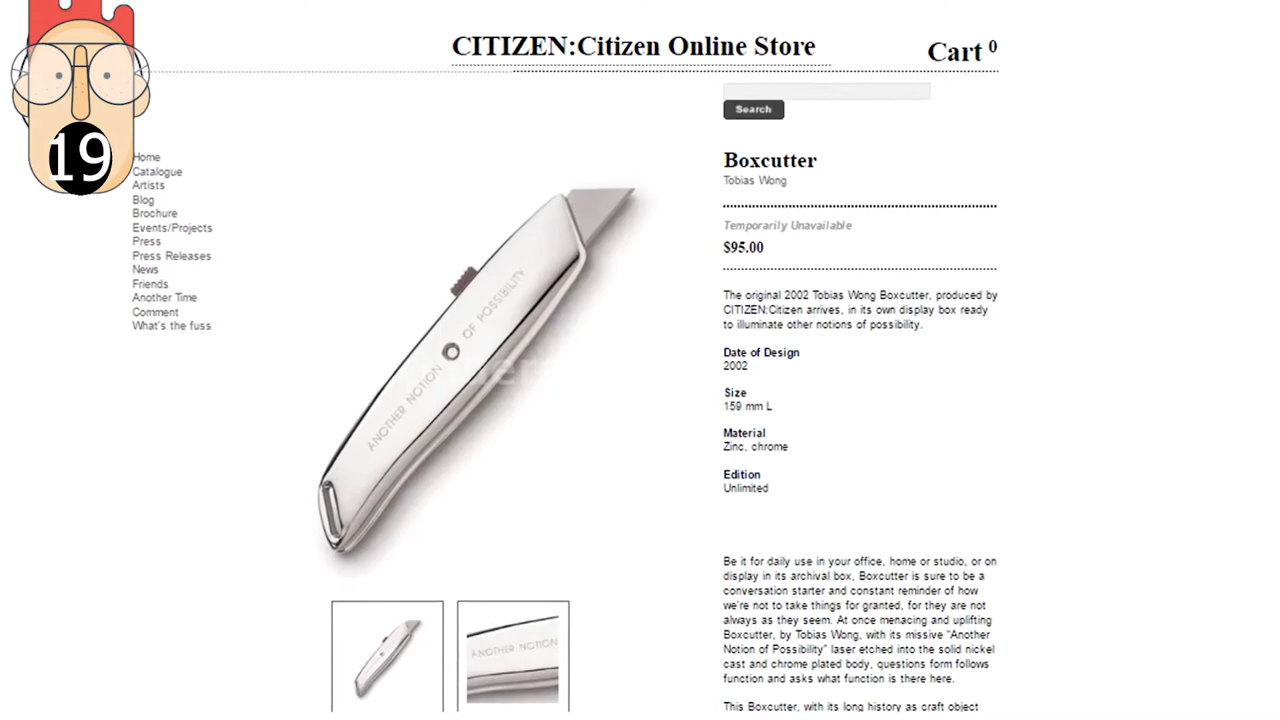 CITIZEN:Citizen Online Store
Cart 0
Search
19
Home
Catalogue
Artists
Blog
Brochure
Events/Projects
Press
Press Releases
News
Friends
Another Time
Comment
What's the fuss
ANOTHER NOTION OF POSSIBILITY
Boxcutter
Tobias Wong
Temporarily Unavailable
$95.00
The original 2002 Tobias Wong Boxcutter, produced by
CITIZEN:Citizen arrives, in its own display box ready
to illuminate other notions of possibility.
Date of Design
2002
Size
159 mm L
Material
Zinc, chrome
Edition
Unlimited
Be it for daily use in your office, home or studio, or on
display in its archival box, Boxcutter is sure to be a
conversation starter and constant reminder of how
we're not to take things for granted, for they are not
always as they seem. At once menacing and uplifting
Boxcutter, by Tobias Wong, with its missive "Another
Notion of Possibility" laser etched into the solid nickel
cast and chrome plated body, questions form follows
function and asks what function is there here.
This Boxcutter, with its long history as craft object
ANOTHER NOTION